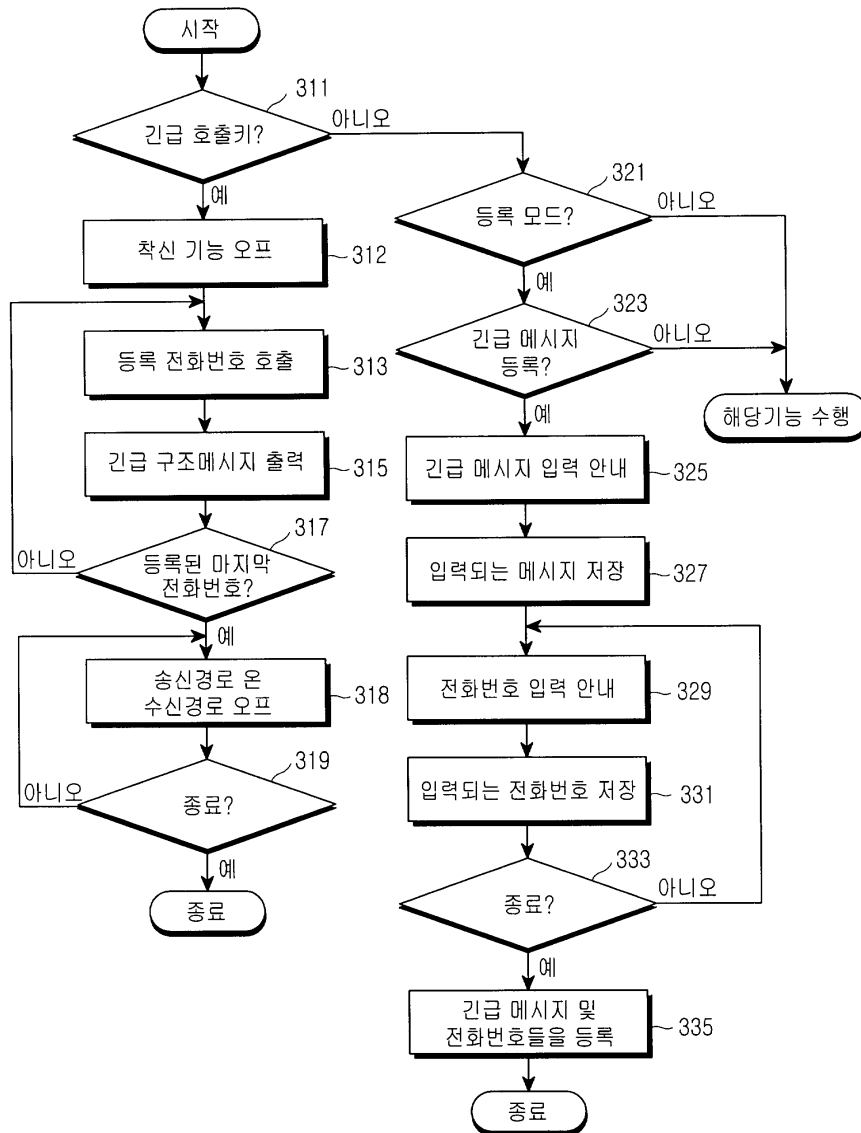 시작
311
긴급 호출키?
아니오
예
착신 기능 오프
312
등록 전화번호 호출
313
긴급 구조메시지 출력
315
317
등록된 마지막
전화번호?
아니오
예
송신경로 온
수신경로 오프
318
319
종료?
아니오
예
종료
321
등록 모드?
아니오
예
323
긴급 메시지
등록?
아니오
예
해당기능 수행
긴급 메시지 입력 안내
325
입력되는 메시지 저장
327
전화번호 입력 안내
329
입력되는 전화번호 저장
331
333
종료?
아니오
예
긴급 메시지 및
전화번호들을 등록
335
종료